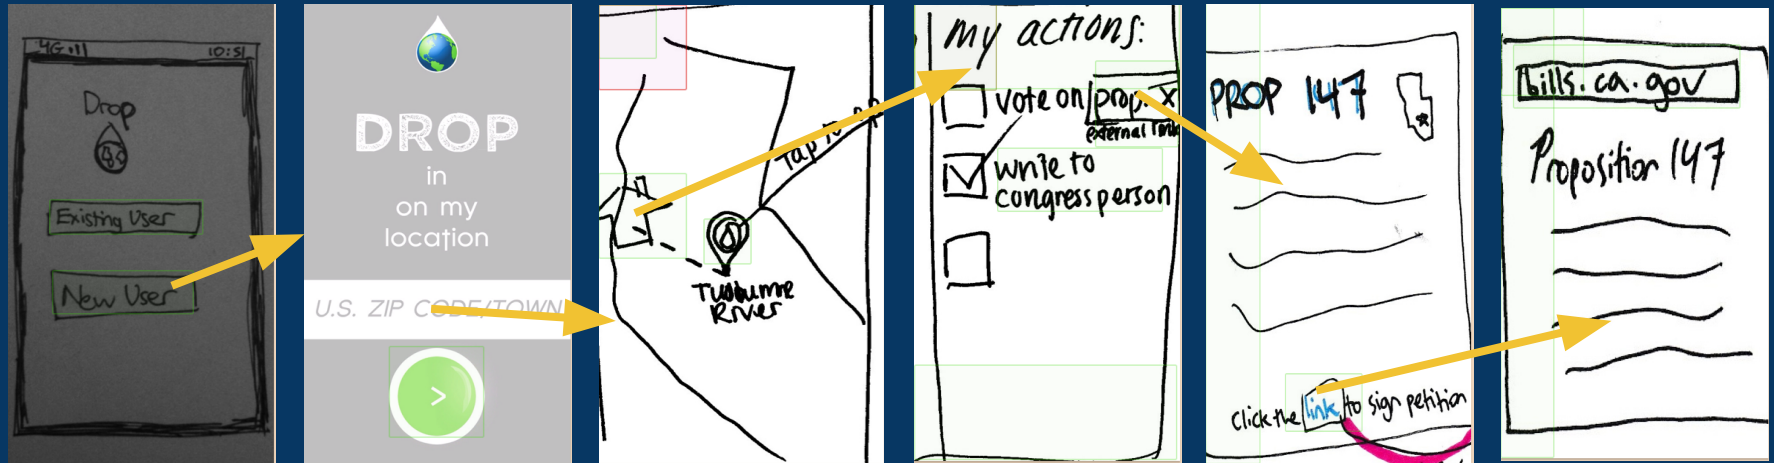 4G
10:51
Drop
Existing User
New User
DROP
in
on my
location
U.S. ZIP CODE/TOWN
>
Tap to
Tuolumne
River
my actions:
vote on prop. X
external link
write to
congressperson
PROP 147
Click the link to sign petition
bills.ca.gov
Proposition 147